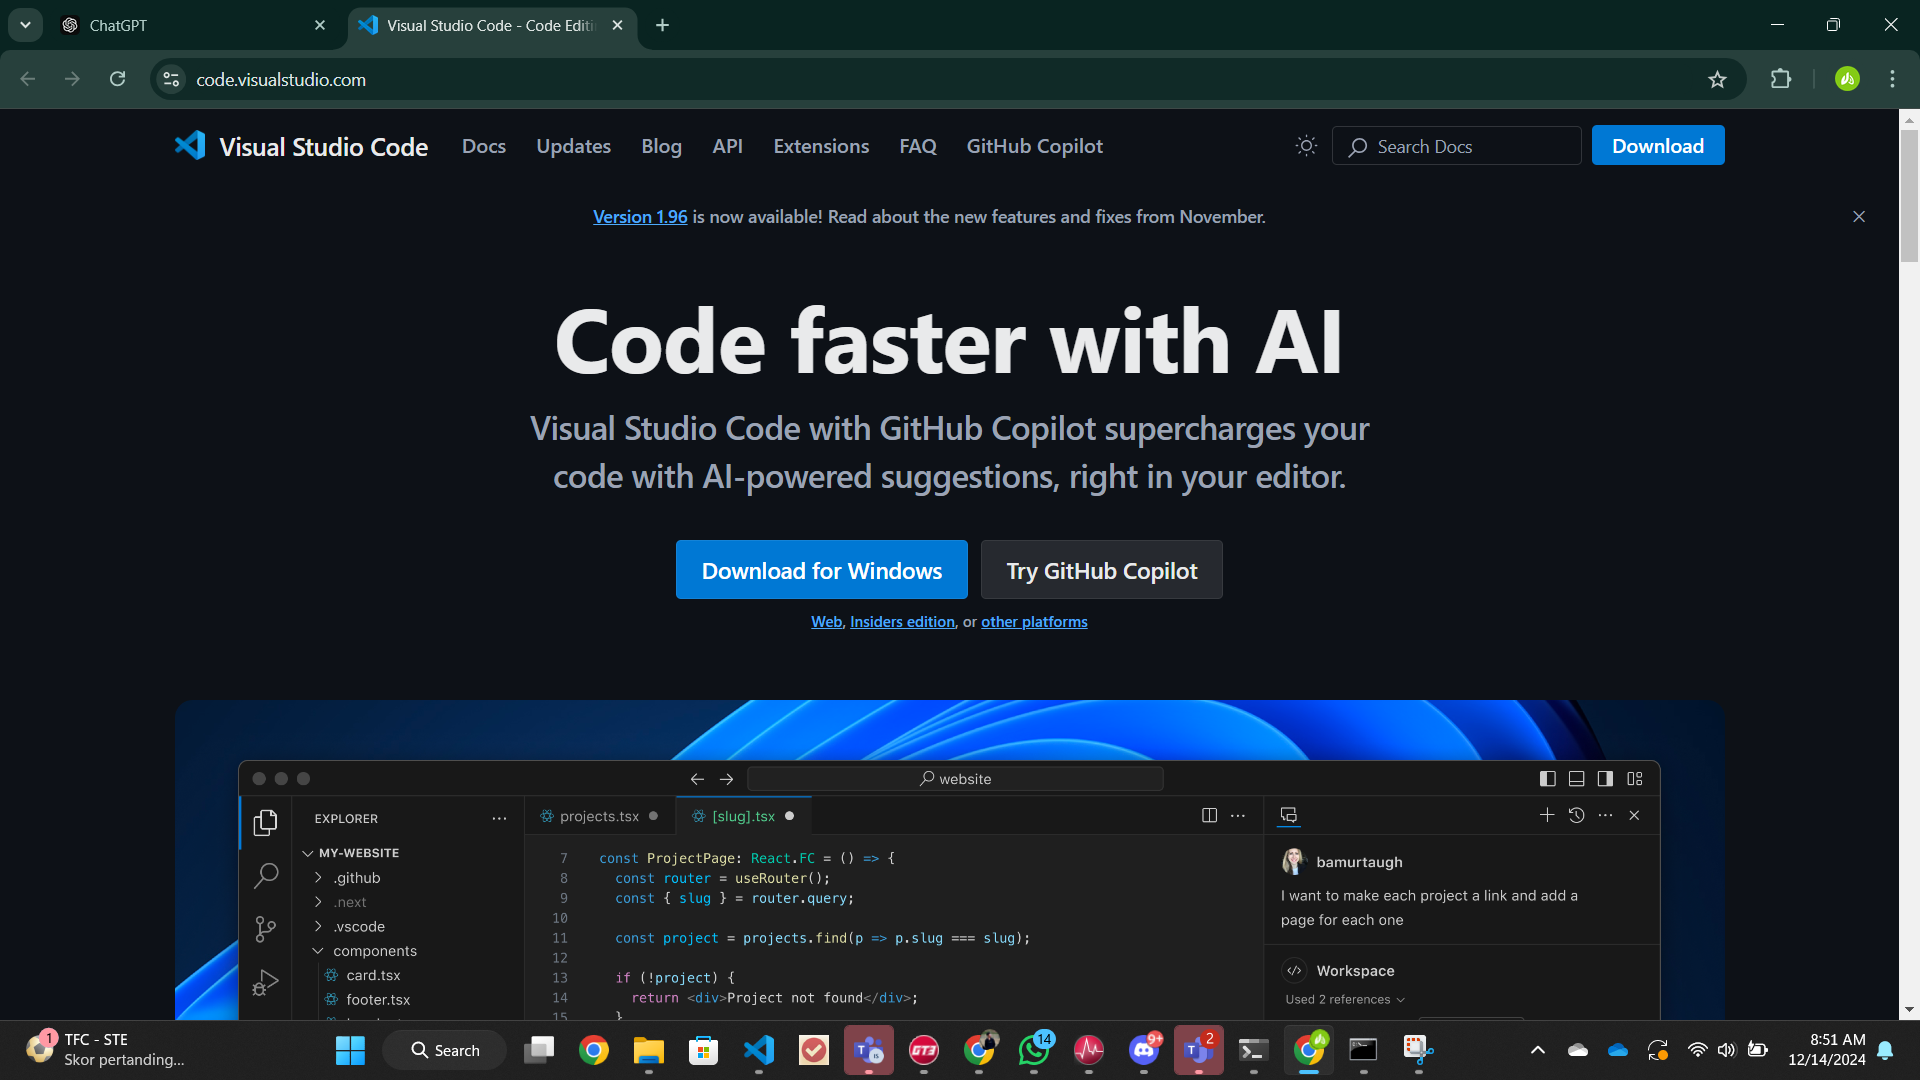 ChatGPT
Visual Studio Code - Code Editi
code.visualstudio.com
Visual Studio Code
Docs
Updates
Blog
API
Extensions
FAQ
GitHub Copilot
Search Docs
Download
Version 1.96 is now available! Read about the new features and fixes from November.
Code faster with AI
Visual Studio Code with GitHub Copilot supercharges your
code with AI-powered suggestions, right in your editor.
Download for Windows
Try GitHub Copilot
Web, Insiders edition, or other platforms
website
EXPLORER
MY-WEBSITE
.github
.next
.vscode
components
card.tsx
footer.tsx
projects.tsx
[slug].tsx
7 const ProjectPage: React.FC = () => {
8 const router = useRouter();
9 const { slug } = router.query;
10
11 const project = projects.find(p => p.slug === slug);
12
13 if (!project) {
14 return <div>Project not found</div>;
15 }
bamurtaugh
I want to make each project a link and add a
page for each one
Workspace
Used 2 references
1
TFC - STE
Skor pertanding...
Search
GT3
14
9+
2
8:51 AM
12/14/2024